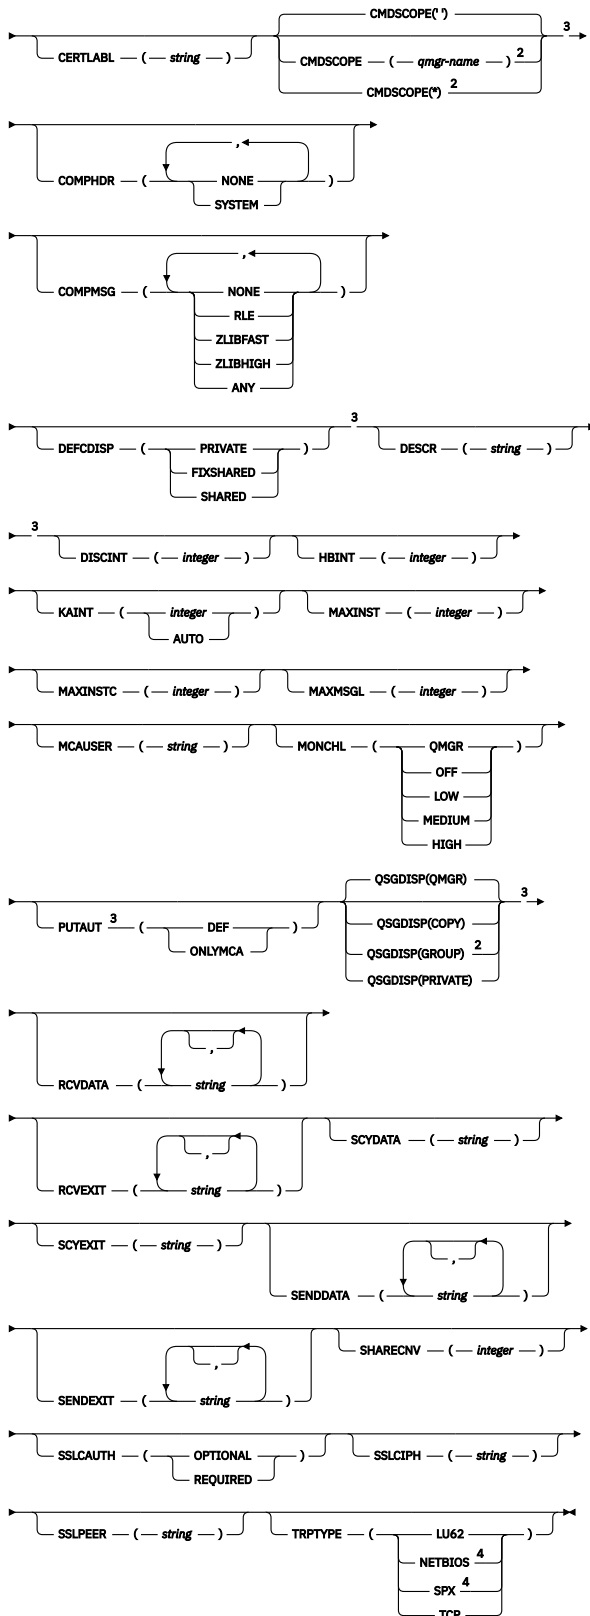 CMDSCOPE(' ')
3
CERTLABL ( string )
CMDSCOPE ( qmgr-name ) 2
CMDSCOPE(*) 2
,
COMPHDR ( NONE )
SYSTEM
,
COMPMSG ( NONE )
RLE
ZLIBFAST
ZLIBHIGH
ANY
3
DEFCDISP ( PRIVATE ) DESCR ( string )
FIXSHARED
SHARED
3
DISCINT ( integer ) HBINT ( integer )
KAINT ( integer ) MAXINST ( integer )
AUTO
MAXINSTC ( integer ) MAXMSGL ( integer )
MCAUSER ( string ) MONCHL ( QMGR )
OFF
LOW
MEDIUM
HIGH
QSGDISP(QMGR)
3
PUTAUT 3 ( DEF ) QSGDISP(COPY)
ONLYMCA QSGDISP(GROUP) 2
QSGDISP(PRIVATE)
,
RCVDATA ( string )
,
SCYDATA ( string )
RCVEXIT ( string )
SCYEXIT ( string )
,
SENDDATA ( string )
,
SHARECNV ( integer )
SENDEXIT ( string )
SSLCAUTH ( OPTIONAL ) SSLCIPH ( string )
REQUIRED
SSLPEER ( string ) TRPTYPE ( LU62 )
NETBIOS 4
SPX 4
TCP